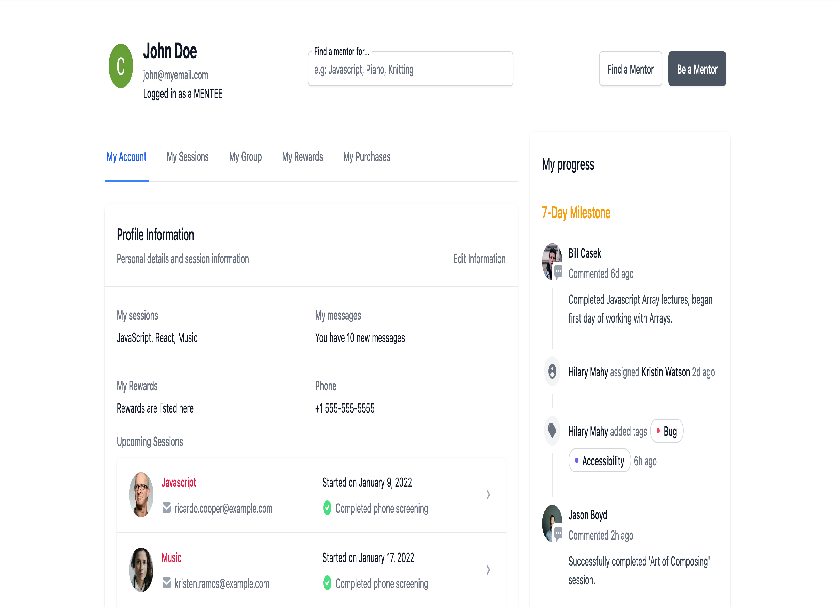 C
John Doe
john@myemail.com
Logged in as a MENTEE
Find a mentor for...
e.g: Javascript, Piano, Knitting
Find a Mentor
Be a Mentor
My Account
My Sessions
My Group
My Rewards
My Purchases
Profile Information
Personal details and session information
Edit Information
My sessions
JavaScript, React, Music
My messages
You have 10 new messages
My Rewards
Rewards are listed here
Phone
+1 555-555-5555
Upcoming Sessions
Javascript
ricardo.cooper@example.com
Started on January 9, 2022
Completed phone screening
Music
kristen.ramos@example.com
Started on January 17, 2022
Completed phone screening
My progress
7-Day Milestone
Bill Casek
Commented 6d ago
Completed Javascript Array lectures, began
first day of working with Arrays.
Hilary Mahy assigned Kristin Watson 2d ago
Hilary Mahy added tags Bug
Accessibility 6h ago
Jason Boyd
Commented 2h ago
Successfully completed "Art of Composing"
session.